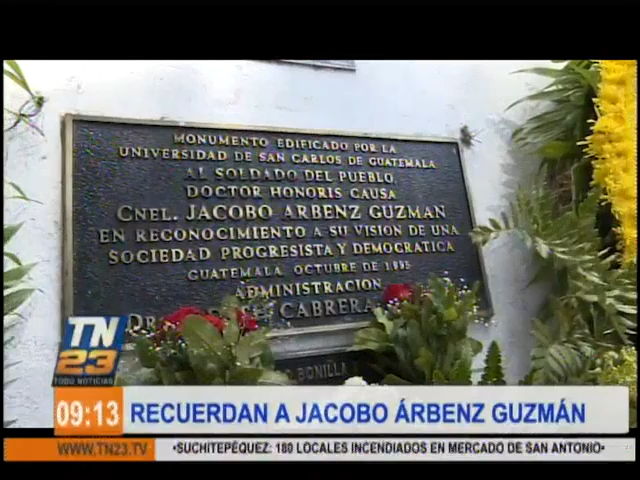 MONUMENTO EDIFICADO POR LA
UNIVERSIDAD DE SAN CARLOS DE GUATEMALA
AL SOLDADO DEL PUEBLO,
DOCTOR HONORIS CAUSA
CNEL. JACOBO ARBENZ GUZMAN
EN RECONOCIMIENTO A SU VISION DE UNA
SOCIEDAD PROGRESISTA Y DEMOCRATICA
GUATEMALA OCTUBRE DE 1995
ADMINISTRACION
CABRERA
BONILLA
TN
23
TODO NOTICIAS
09:13 RECUERDAN A JACOBO ÁRBENZ GUZMÁN
WWW.TN23.TV •SUCHITEPÉQUEZ: 180 LOCALES INCENDIADOS EN MERCADO DE SAN ANTONIO•